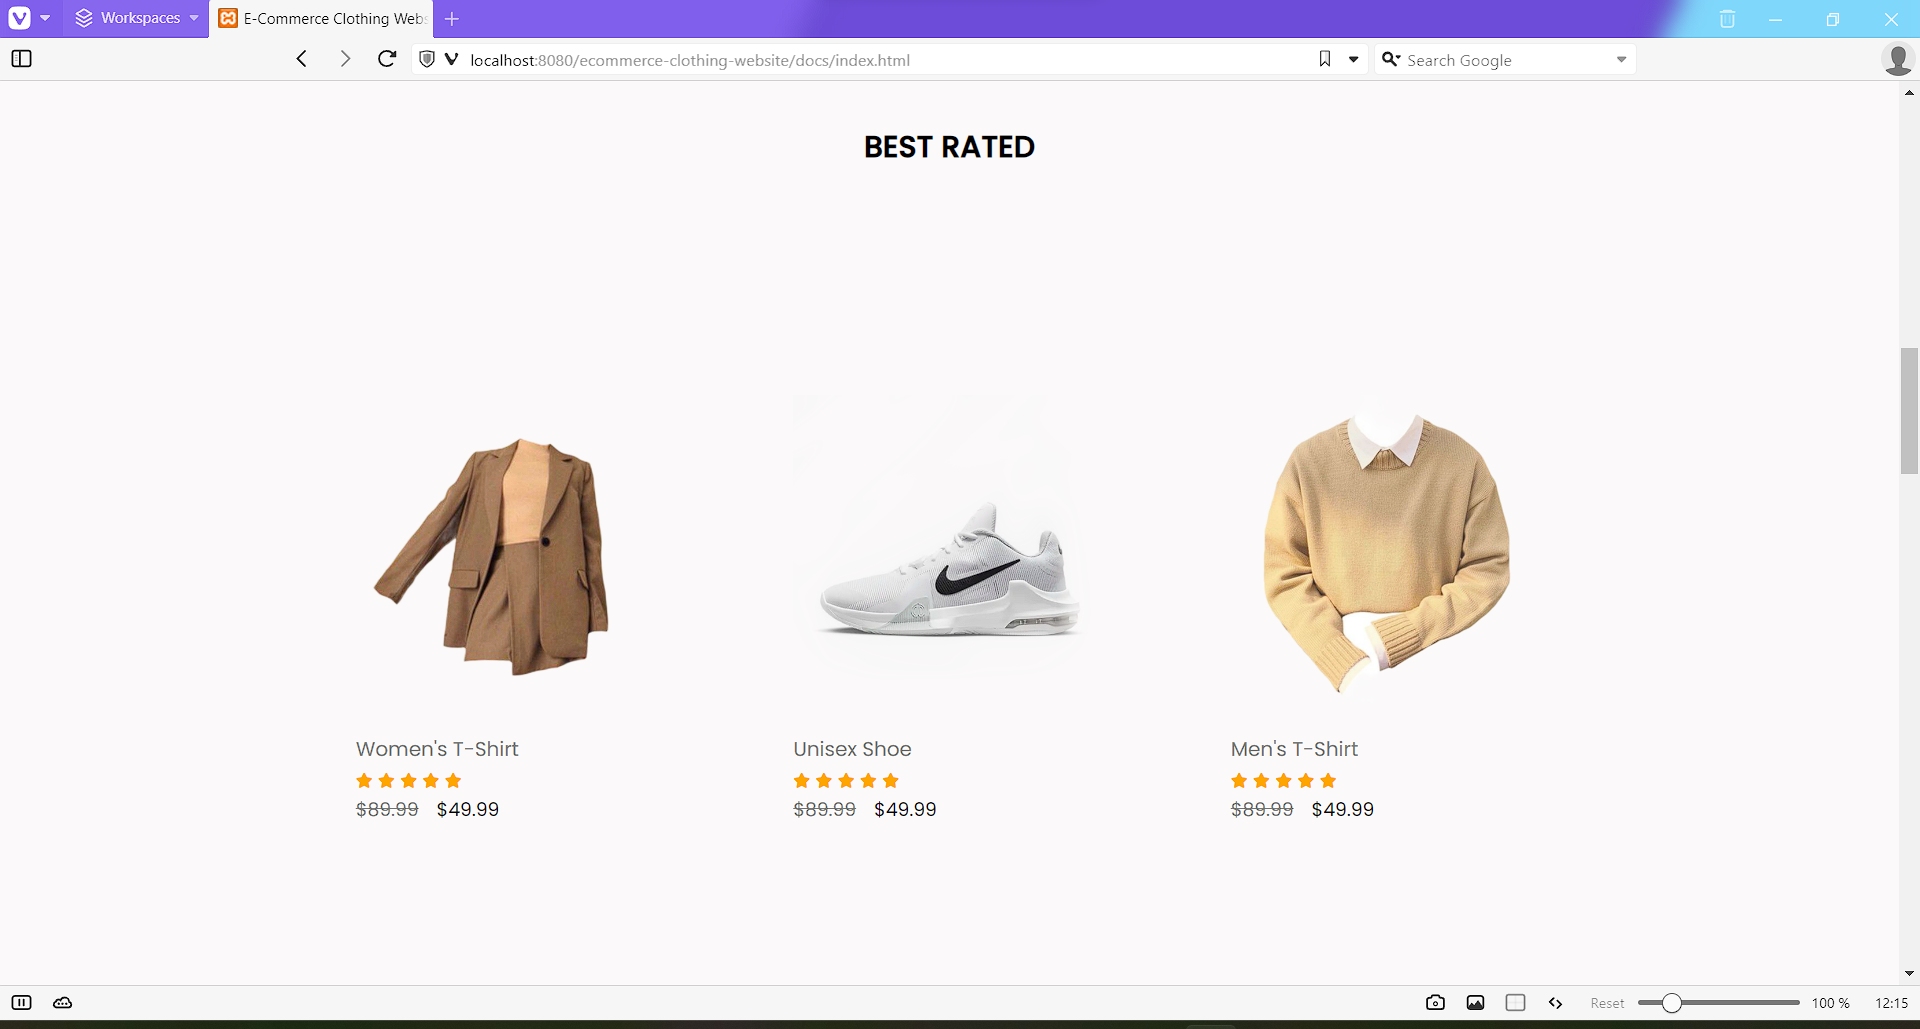 Workspaces
E-Commerce Clothing Webs
localhost:8080/ecommerce-clothing-website/docs/index.html
Search Google
BEST RATED
Women's T-Shirt
$89.99 $49.99
Unisex Shoe
$89.99 $49.99
Men's T-Shirt
$89.99 $49.99
Reset
100 %
12:15